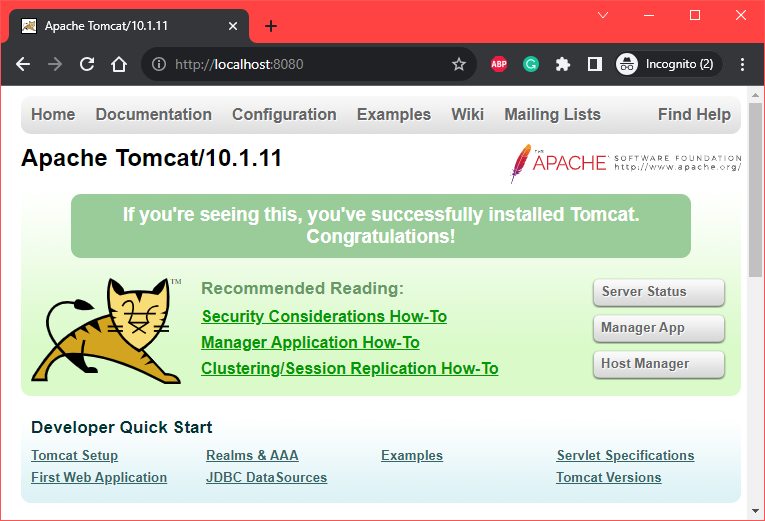 Apache Tomcat/10.1.11
http://localhost:8080
ABP
G
Incognito (2)
Home Documentation Configuration Examples Wiki Mailing Lists Find Help
Apache Tomcat/10.1.11
THE
APACHE SOFTWARE FOUNDATION
http://www.apache.org/
If you're seeing this, you've successfully installed Tomcat.
Congratulations!
TM
Recommended Reading:
Security Considerations How-To
Manager Application How-To
Clustering/Session Replication How-To
Server Status
Manager App
Host Manager
Developer Quick Start
Tomcat Setup Realms & AAA Examples Servlet Specifications
First Web Application JDBC DataSources Tomcat Versions